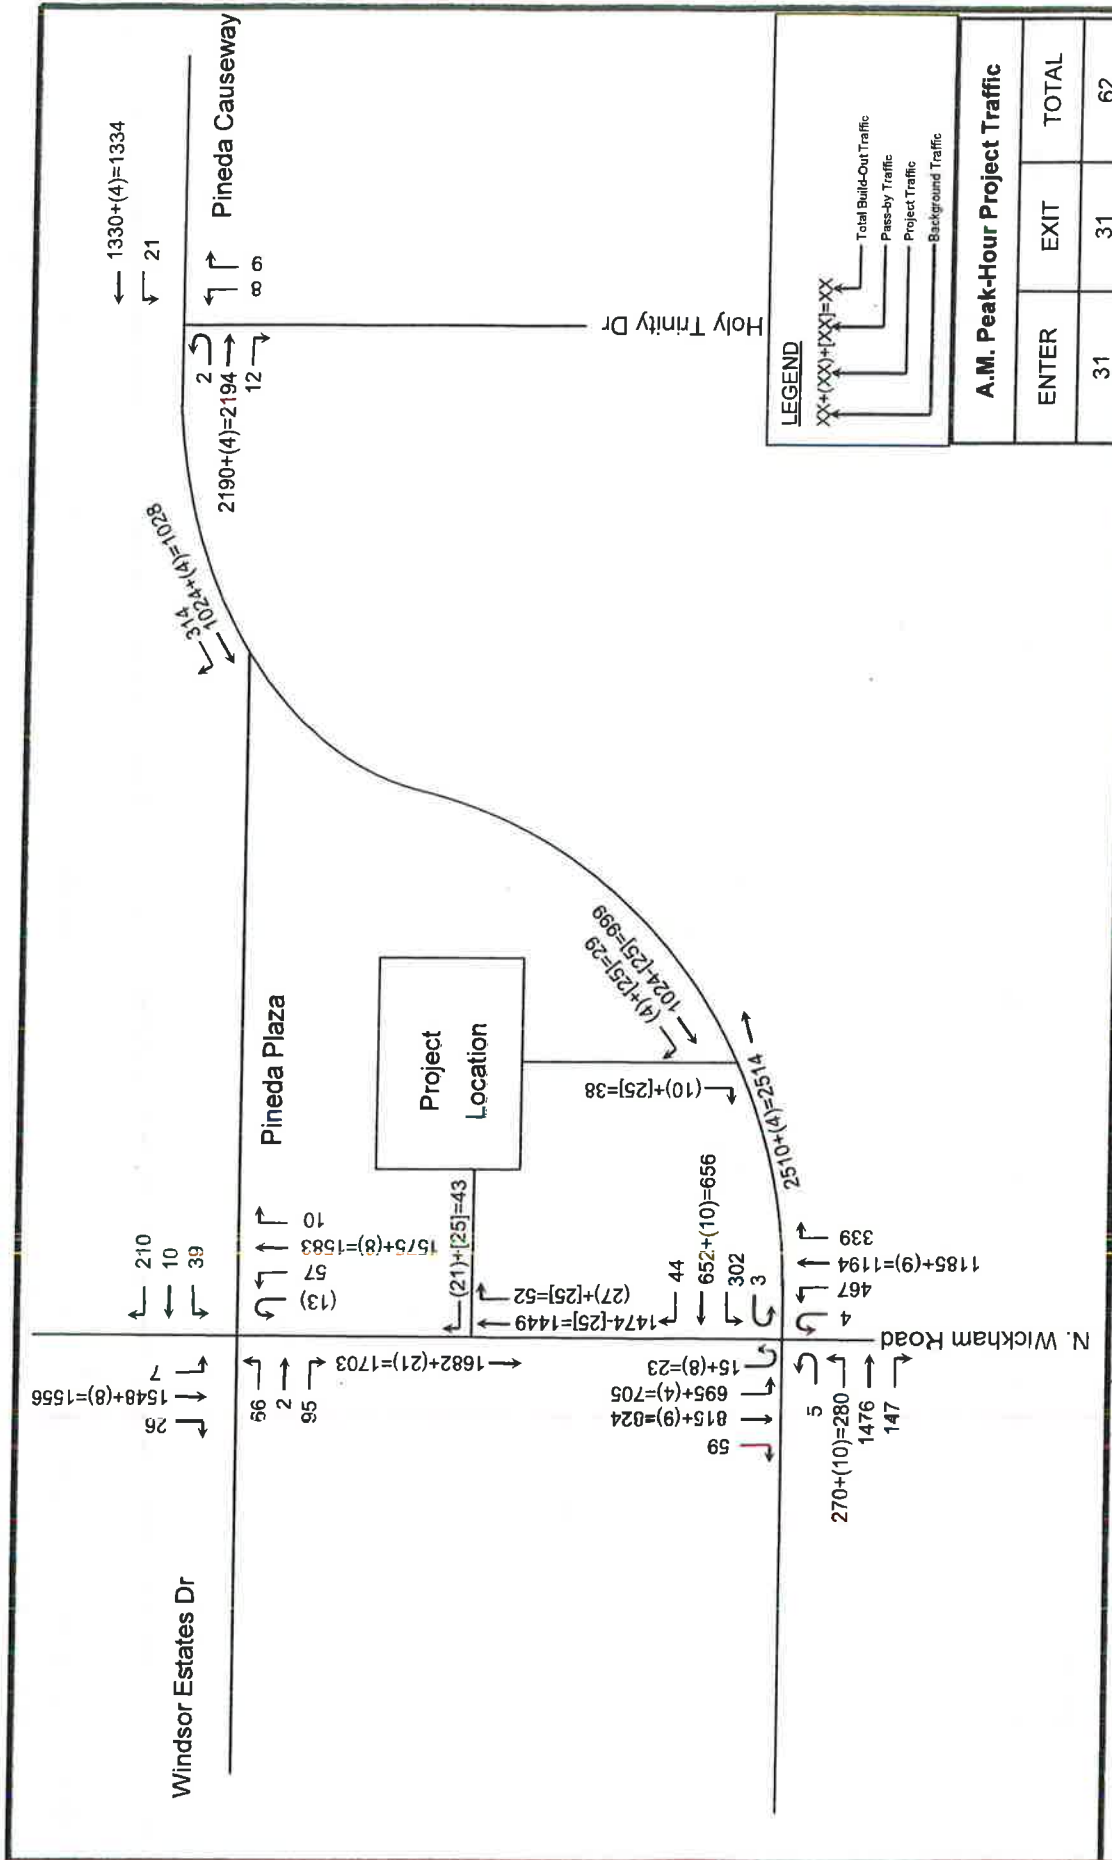 Windsor Estates Dr
Pineda Plaza
Pineda Causeway
1330+(4)=1334
21
2
2190+(4)=2194
12
8
9
Holy Trinity Dr
314
1024+(4)=1028
26
1548+(8)=1556
7
210
10
39
66
2
95
(13)
57
1575+(8)=1583
10
1682+(21)=1703
(21)+[25]=43
Project
Location
(27)+[25]=52
1474-[25]=1449
(10)+[25]=38
(4)+[25]=29
1024-[25]=999
59
815+(9)=824
695+(4)=705
15+(8)=23
44
652+(10)=656
302
3
2510+(4)=2514
5
270+(10)=280
1476
147
4
467
1185+(9)=1194
339
N. Wickham Road
LEGEND
XX+(XX)+[XX]=XX
Total Build-Out Traffic
Pass-by Traffic
Project Traffic
Background Traffic
A.M. Peak-Hour Project Traffic
ENTER
EXIT
TOTAL
31
31
62